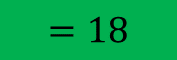 = 18